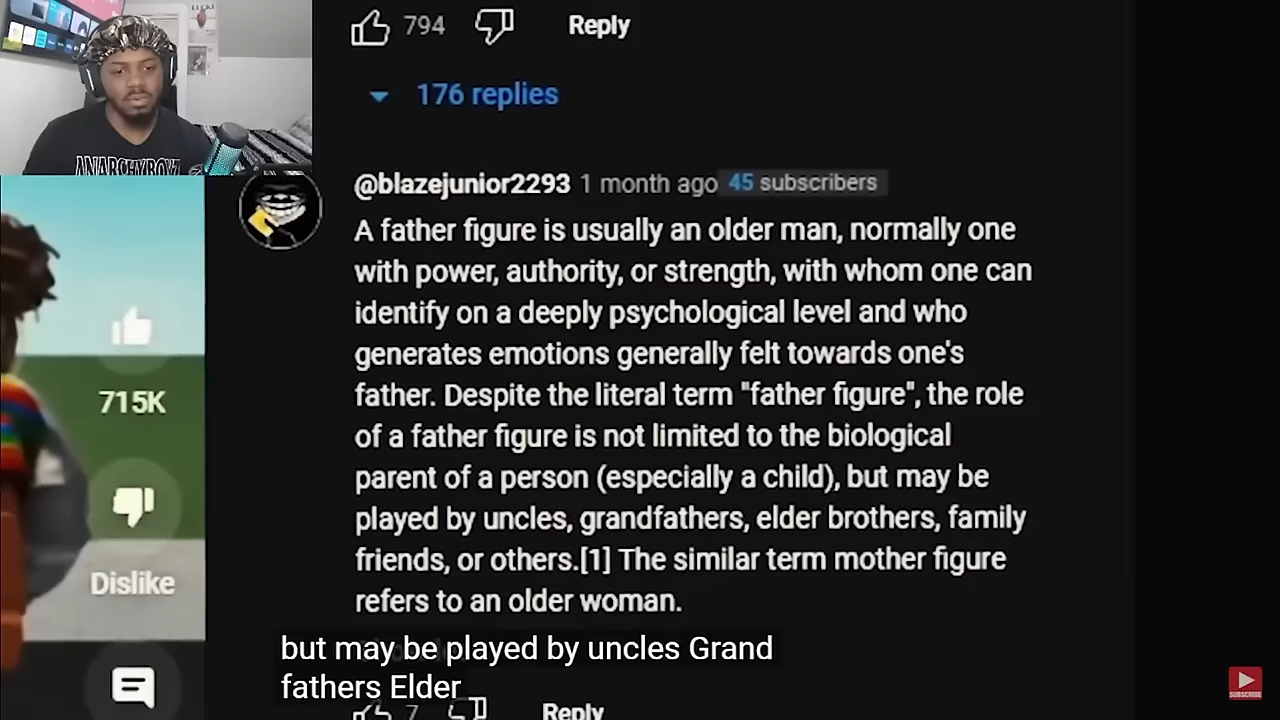 794
Reply
176 replies
ANARCHYBOYZ
@blazejunior2293 1 month ago 45 subscribers
A father figure is usually an older man, normally one
with power, authority, or strength, with whom one can
identify on a deeply psychological level and who
generates emotions generally felt towards one's
father. Despite the literal term "father figure", the role
of a father figure is not limited to the biological
parent of a person (especially a child), but may be
played by uncles, grandfathers, elder brothers, family
friends, or others.[1] The similar term mother figure
refers to an older woman.
715K
Dislike
but may be played by uncles Grand
fathers Elder
7
Reply
SUBSCRIBE